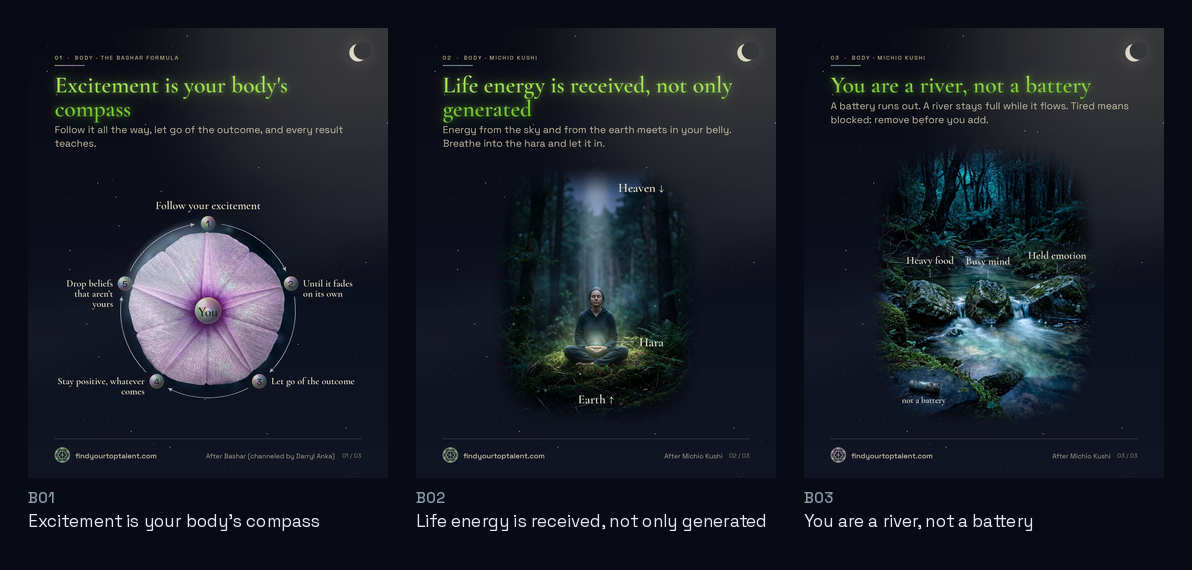 01 · BODY · THE BASHAR FORMULA
Excitement is your body's
compass
Follow it all the way, let go of the outcome, and every result
teaches.
Follow your excitement
1
Drop beliefs
that aren't
yours
5
2
Until it fades
on its own
You
Stay positive, whatever
comes
4
3
Let go of the outcome
findyourtoptalent.com
After Bashar (channeled by Darryl Anka)
01 / 03
B01
Excitement is your body's compass
02 · BODY · MICHIO KUSHI
Life energy is received, not only
generated
Energy from the sky and from the earth meets in your belly.
Breathe into the hara and let it in.
Heaven ↓
Hara
Earth ↑
findyourtoptalent.com
After Michio Kushi
02 / 03
B02
Life energy is received, not only generated
03 · BODY · MICHIO KUSHI
You are a river, not a battery
A battery runs out. A river stays full while it flows. Tired means
blocked: remove before you add.
Heavy food
Busy mind
Held emotion
not a battery
findyourtoptalent.com
After Michio Kushi
03 / 03
B03
You are a river, not a battery